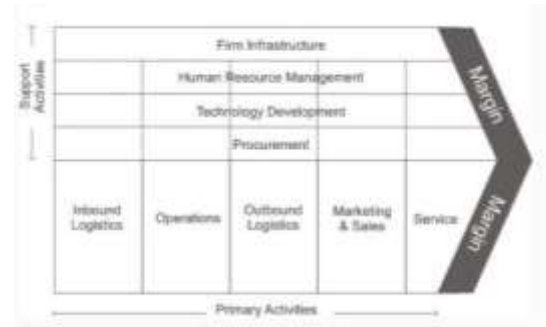 Support
Activities
Firm Infrastructure
Human Resource Management
Technology Development
Procurement
Inbound
Logistics
Operations
Outbound
Logistics
Marketing
& Sales
Service
Margin
Margin
Primary Activities